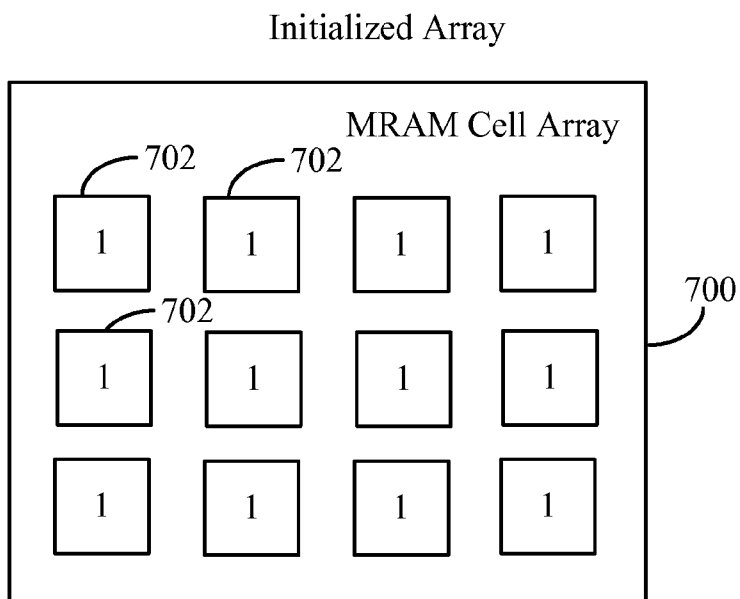 Initialized Array
MRAM Cell Array
702 702
1 1 1 1
700
702
1 1 1 1
1 1 1 1